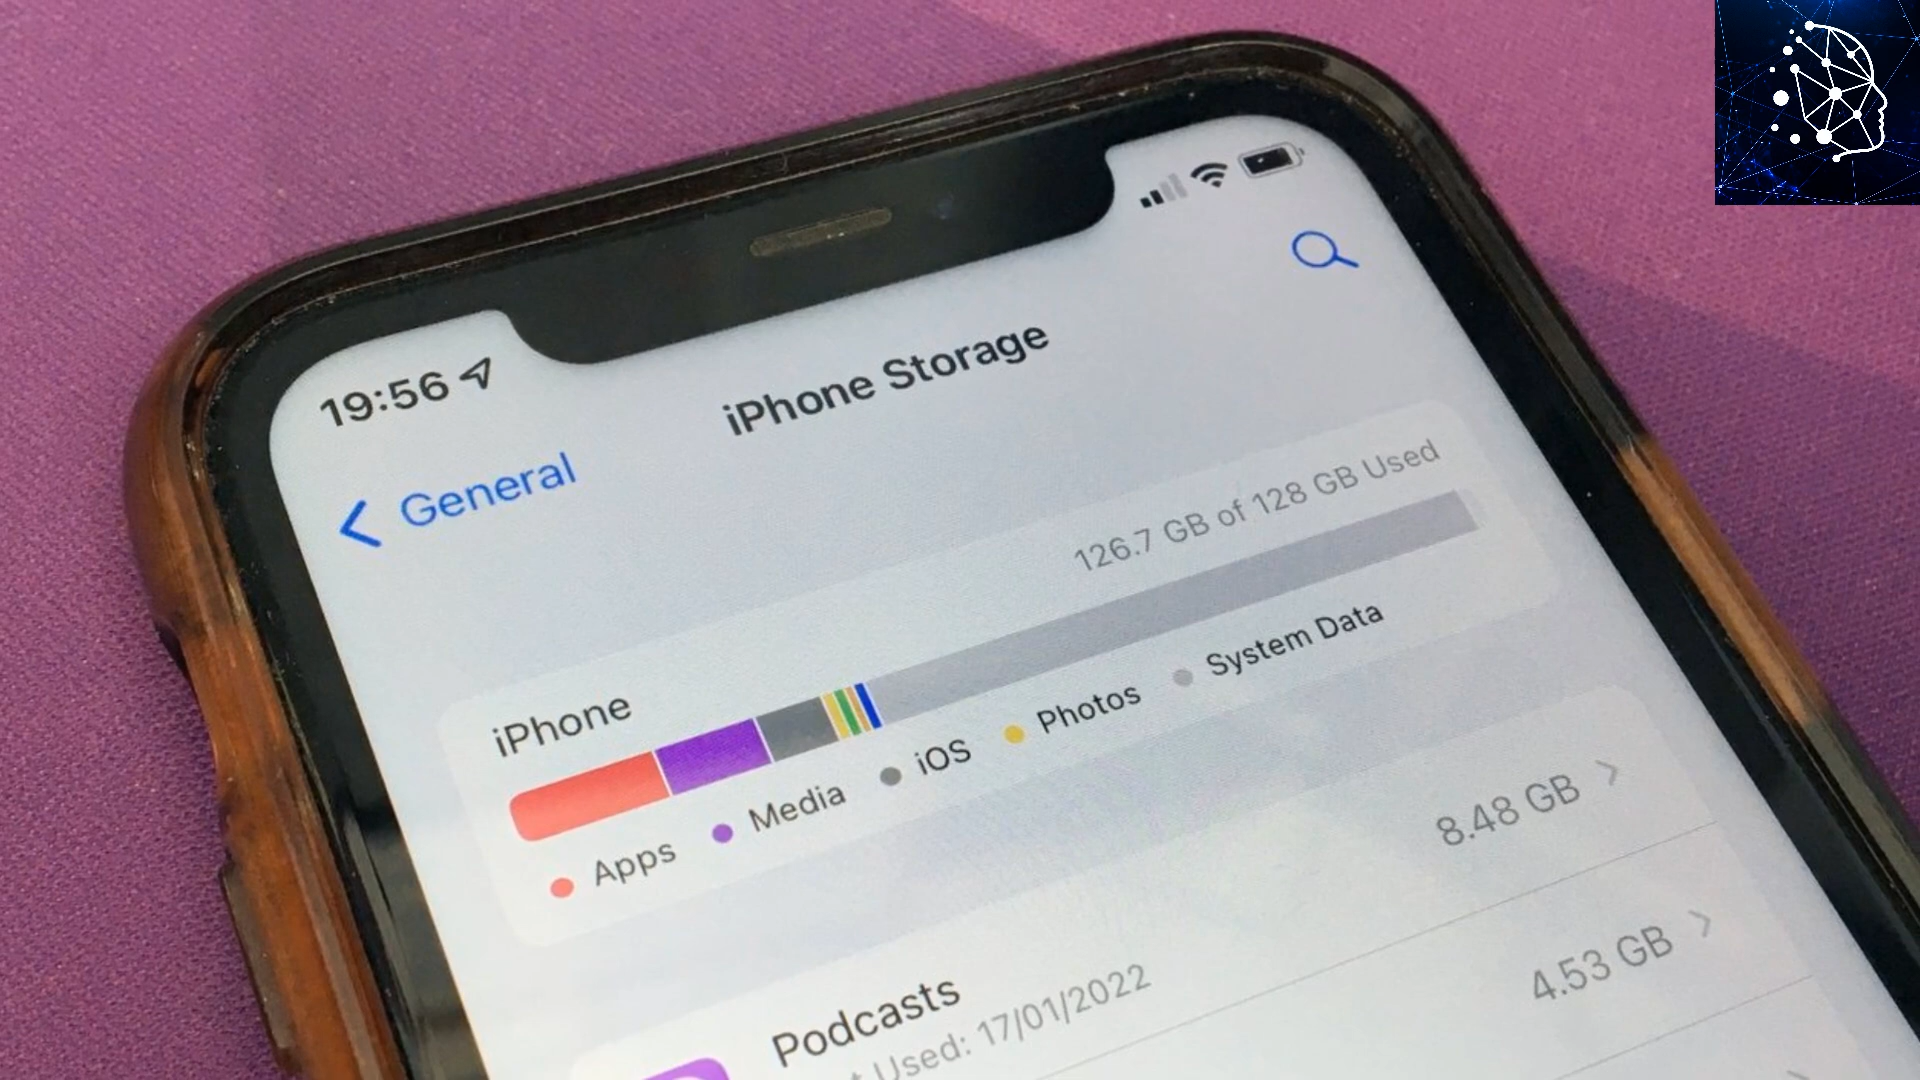 19:56
General
iPhone Storage
iPhone
126.7 GB of 128 GB Used
Apps
Media
iOS
Photos
System Data
Podcasts
8.48 GB
Used: 17/01/2022
4.53 GB